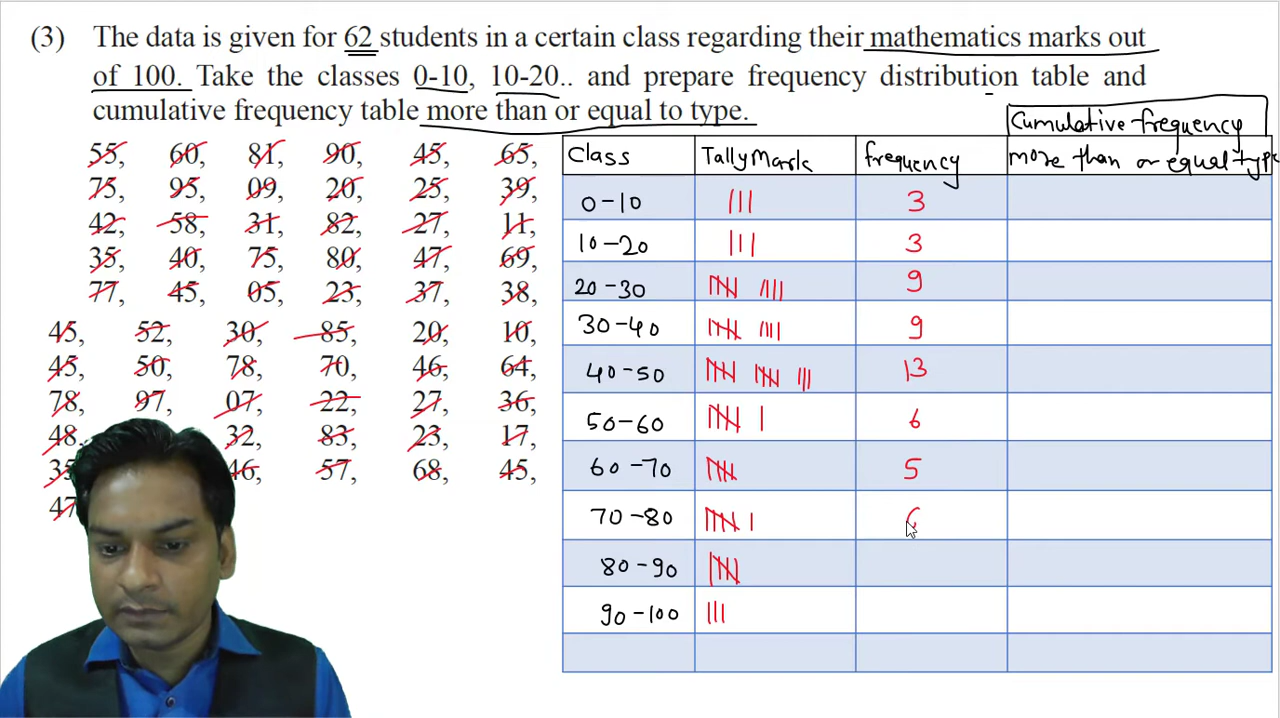 (3) The data is given for 62 students in a certain class regarding their mathematics marks out
of 100. Take the classes 0-10, 10-20.. and prepare frequency distribution table and
cumulative frequency table more than or equal to type.
55, 60, 81, 90, 45, 65,
75, 95, 09, 20, 25, 39,
42, 58, 31, 82, 27, 11,
35, 40, 75, 80, 47, 69,
77, 45, 05, 23, 37, 38,
45, 52, 30, 85, 20, 10,
45, 50, 78, 70, 46, 64,
78, 97, 07, 22, 27, 36,
48, 32, 83, 23, 17,
35 46, 57, 68, 45,
47
Cumulative frequency
Class Tally Mark frequency more than or equal type
0-10 3
10-20 3
20-30 9
30-40 9
40-50 13
50-60 6
60-70 5
70-80 6
80-90
90-100